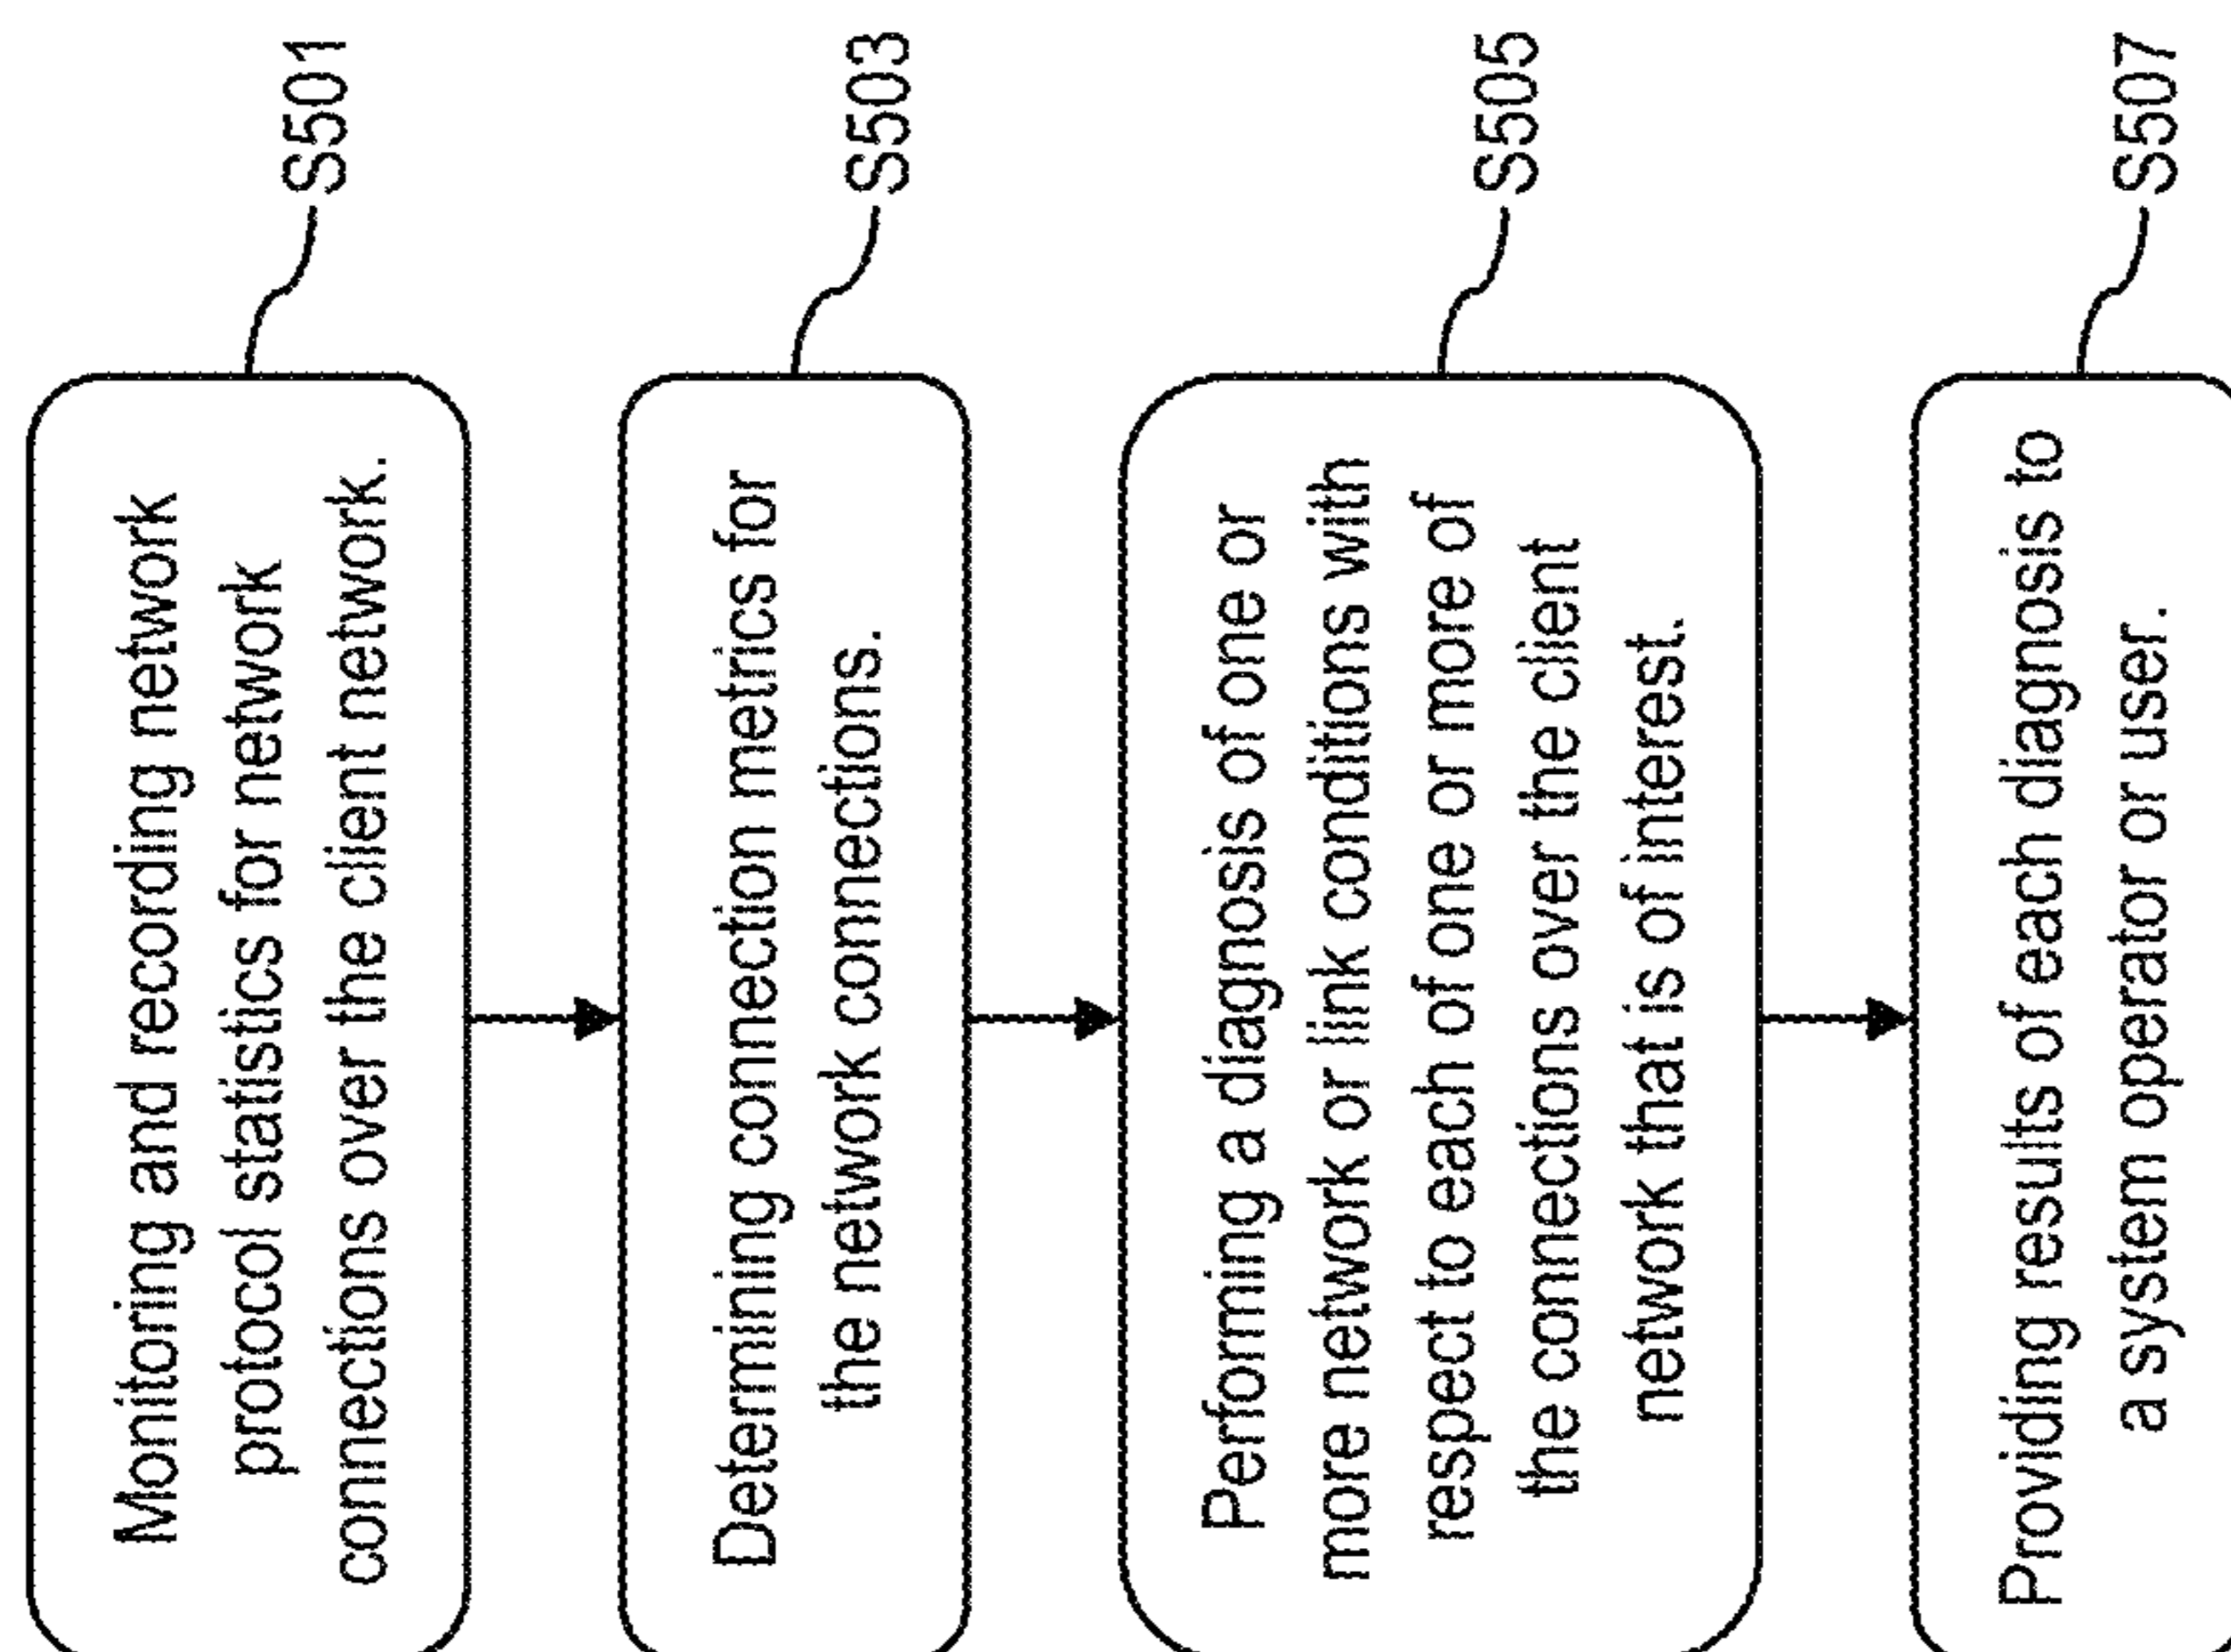 Monitoring and recording network
protocol statistics for network
connections over the client network.
S501
Determining connection metrics for
the network connections.
S503
Performing a diagnosis of one or
more network or link conditions with
respect to each of one or more of
the connections over the client
network that is of interest.
S505
Providing results of each diagnosis to
a system operator or user.
S507